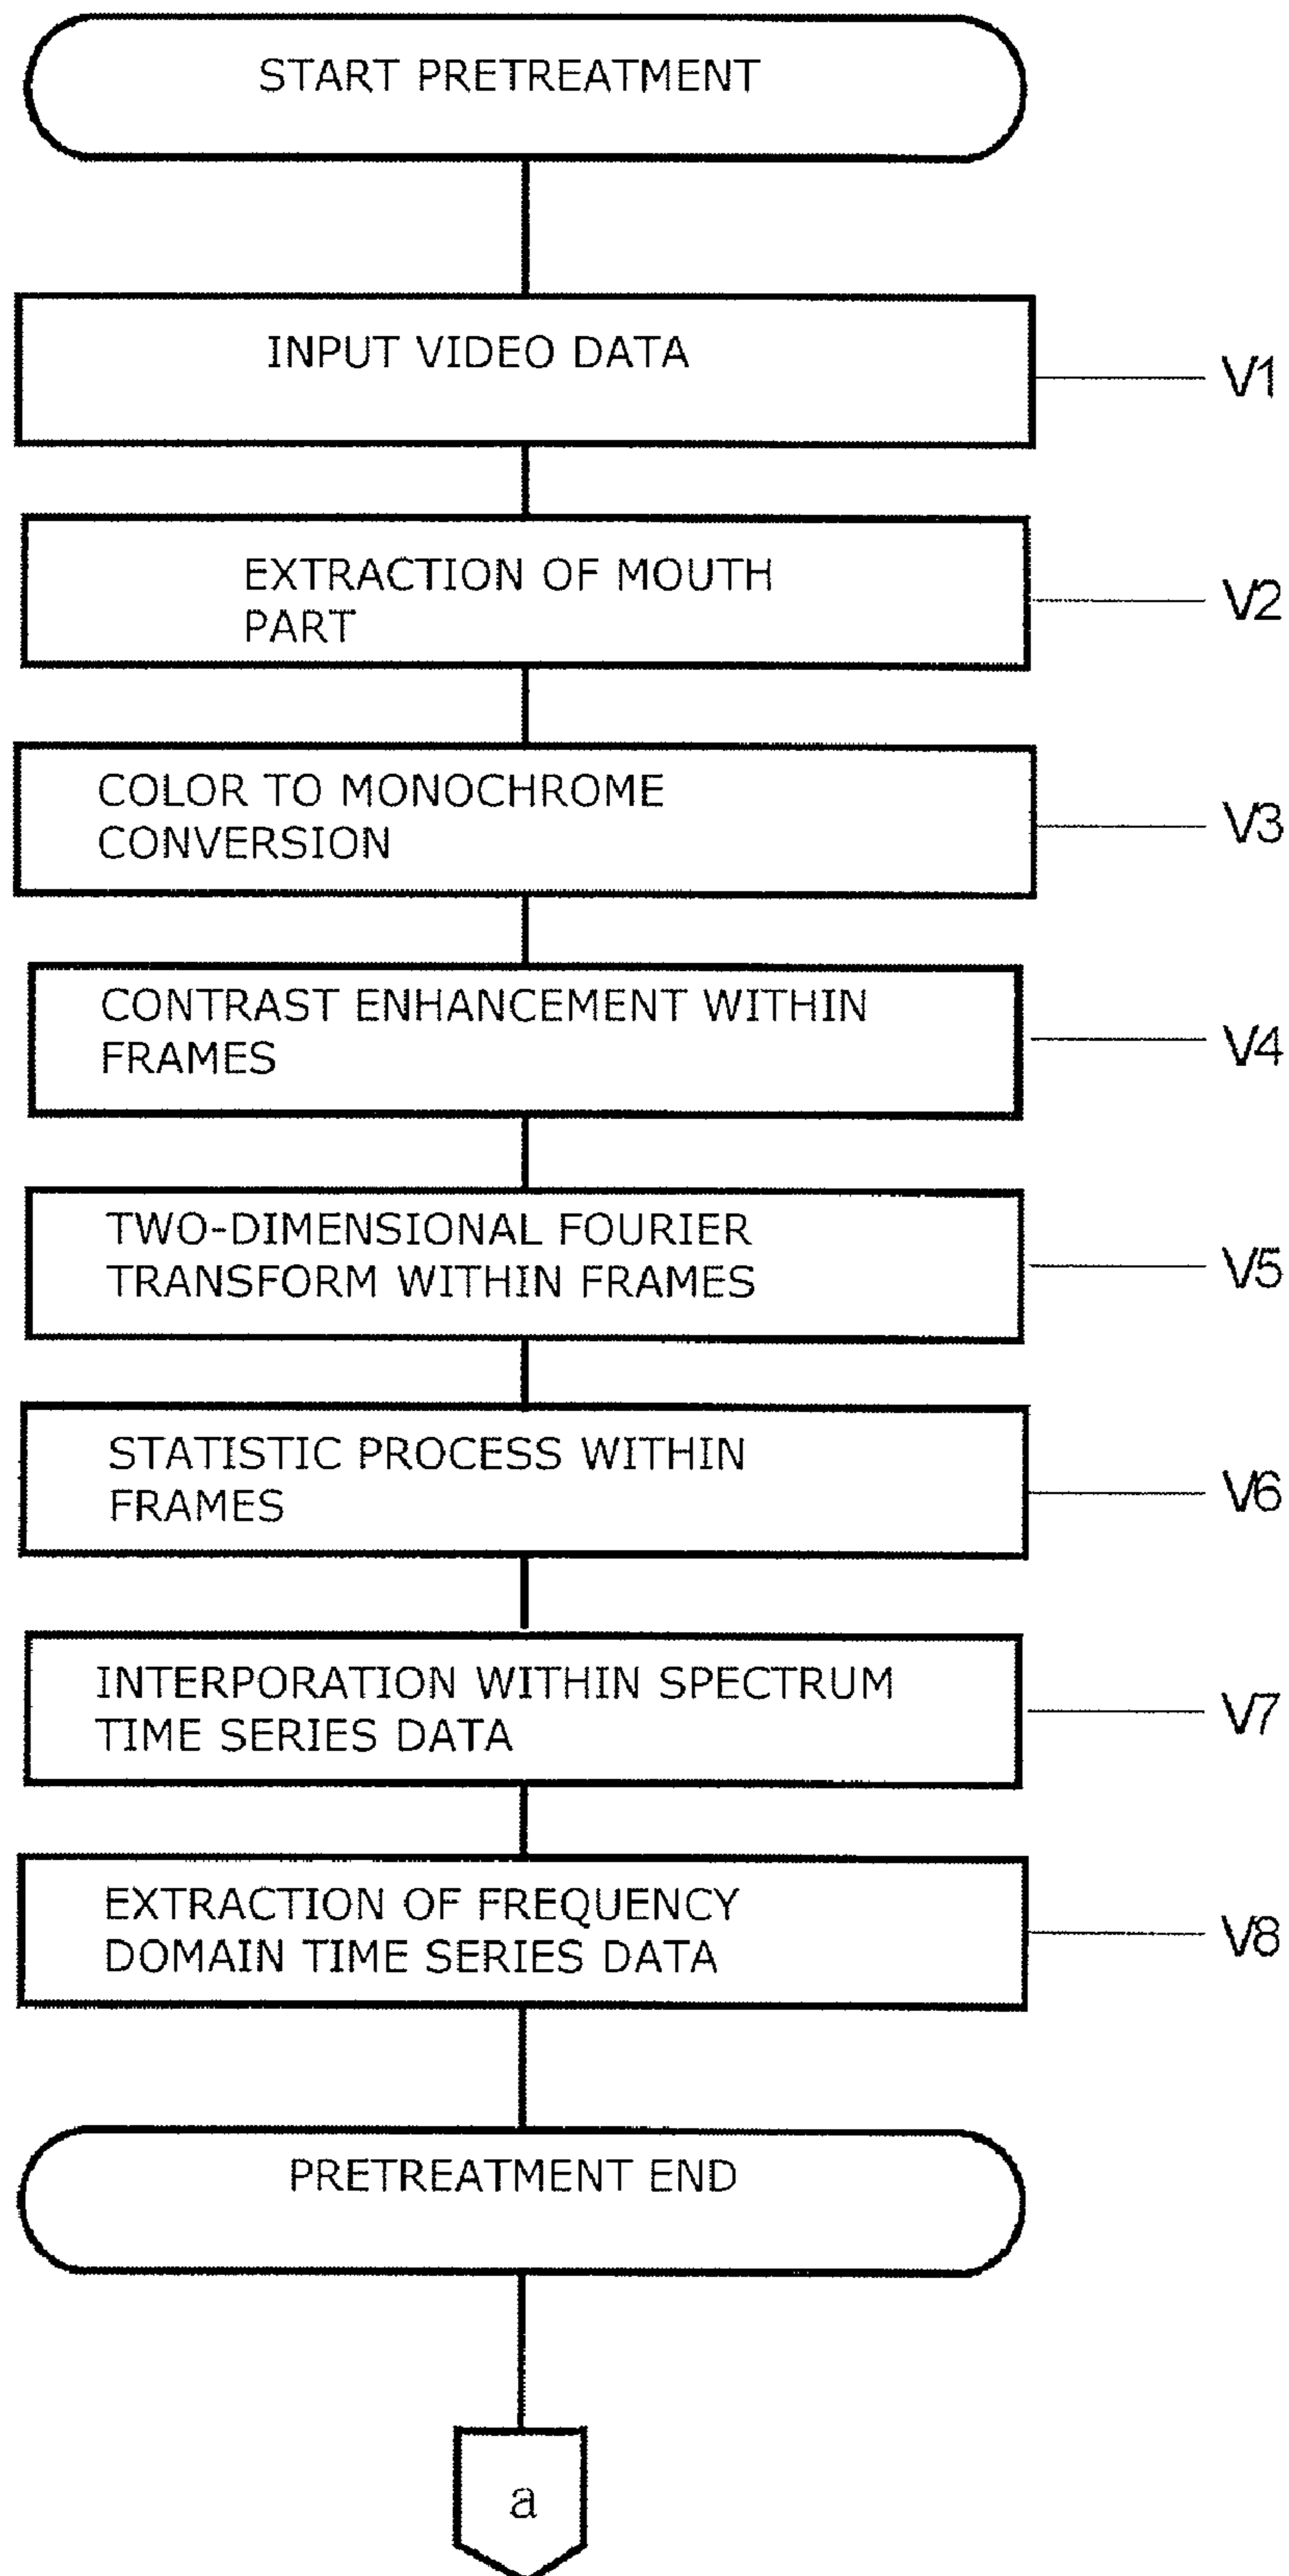 START PRETREATMENT
INPUT VIDEO DATA
V1
EXTRACTION OF MOUTH
PART
V2
COLOR TO MONOCHROME
CONVERSION
V3
CONTRAST ENHANCEMENT WITHIN
FRAMES
V4
TWO-DIMENSIONAL FOURIER
TRANSFORM WITHIN FRAMES
V5
STATISTIC PROCESS WITHIN
FRAMES
V6
INTERPORATION WITHIN SPECTRUM
TIME SERIES DATA
V7
EXTRACTION OF FREQUENCY
DOMAIN TIME SERIES DATA
V8
PRETREATMENT END
a